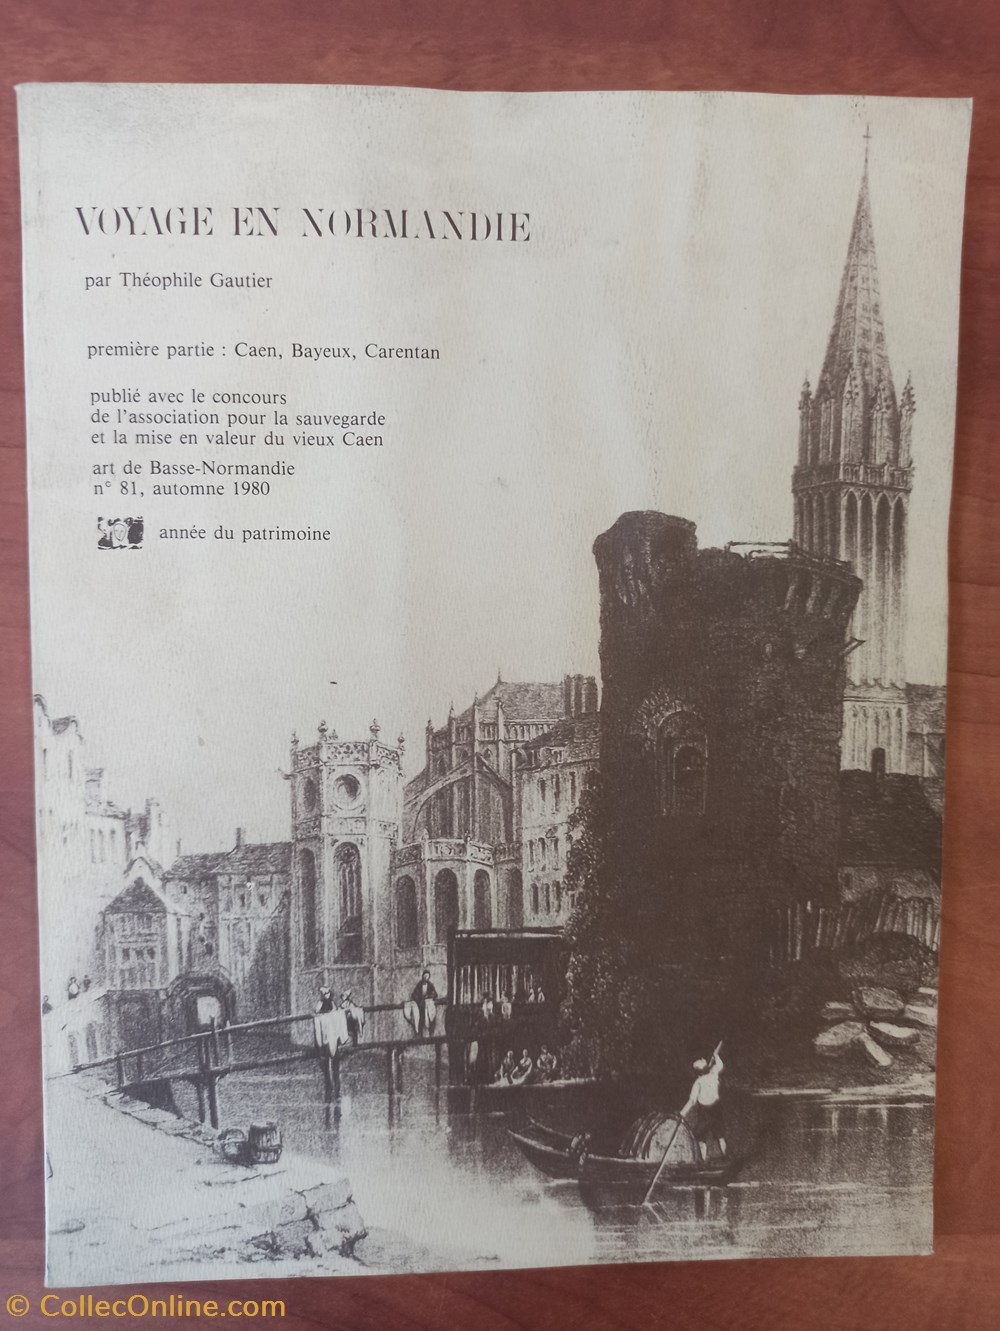 VOYAGE EN NORMANDIE
par Théophile Gautier
première partie : Caen, Bayeux, Carentan
publié avec le concours
de l'association pour la sauvegarde
et la mise en valeur du vieux Caen
art de Basse-Normandie
n° 81, automne 1980
année du patrimoine
© CollecOnline.com